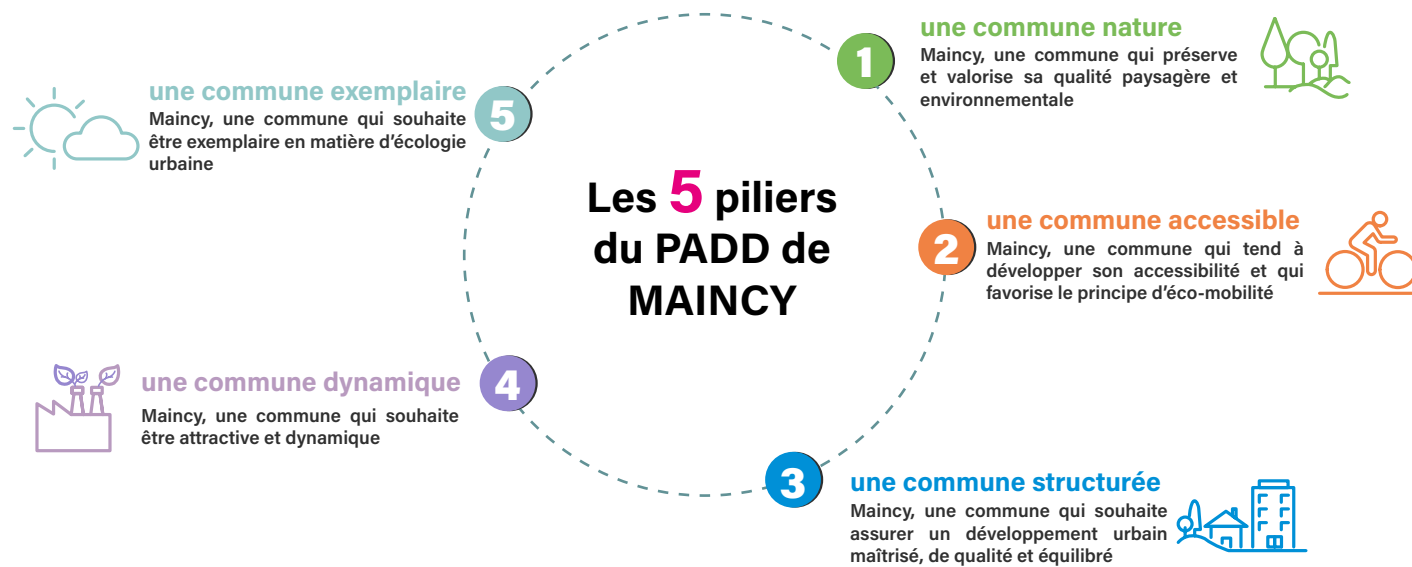 Les 5 piliers
du PADD de
MAINCY
1
une commune nature
Maincy, une commune qui préserve
et valorise sa qualité paysagère et
environnementale
2
une commune accessible
Maincy, une commune qui tend à
développer son accessibilité et qui
favorise le principe d’éco-mobilité
3
une commune structurée
Maincy, une commune qui souhaite
assurer un développement urbain
maîtrisé, de qualité et équilibré
4
une commune dynamique
Maincy, une commune qui souhaite
être attractive et dynamique
5
une commune exemplaire
Maincy, une commune qui souhaite
être exemplaire en matière d’écologie
urbaine